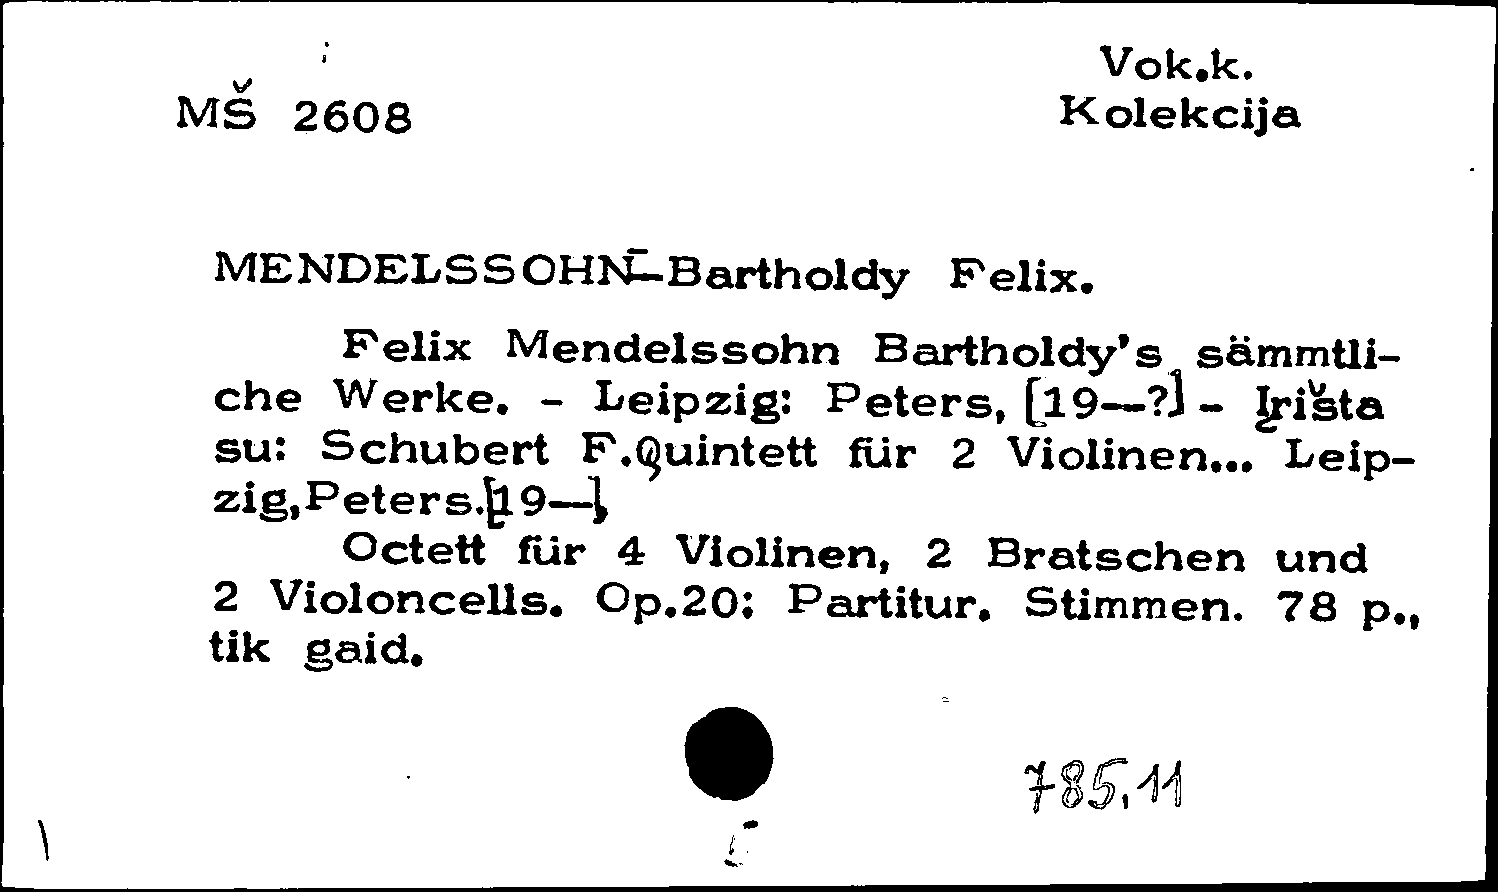 Vok.k.
MŠ 2608 Kolekcija
MENDELSSOHN-Bartholdy Felix.
Felix Mendelssohn Bartholdy's sämmtli-
che Werke. - Leipzig: Peters, [19--?] - Įrišta
su: Schubert F.Quintett für 2 Violinen... Leip-
zig,Peters.[19--],
Octett für 4 Violinen, 2 Bratschen und
2 Violoncells. Op.20: Partitur. Stimmen. 78 p.,
tik gaid.
785.11